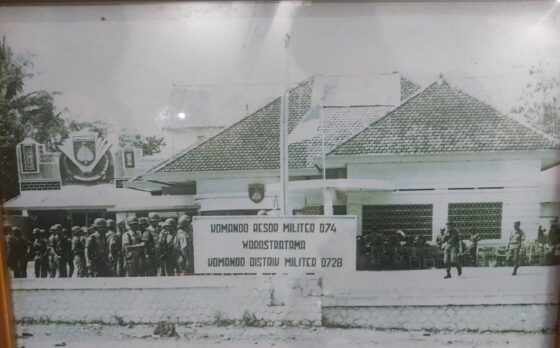 KOMANDO RESOR MILITER 074
WARASTRATAMA
KOMANDO DISTRIK MILITER 0728